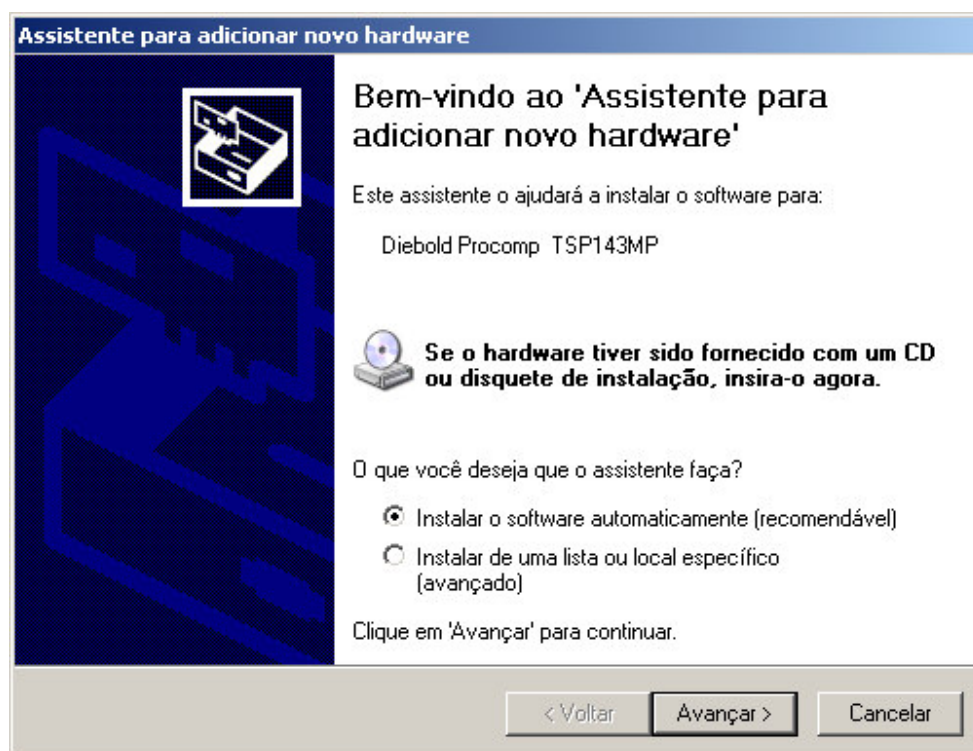 Assistente para adicionar novo hardware
Bem-vindo ao 'Assistente para
adicionar novo hardware'
Este assistente o ajudará a instalar o software para:
Diebold Procomp  TSP143MP
Se o hardware tiver sido fornecido com um CD
ou disquete de instalação, insira-o agora.
O que você deseja que o assistente faça?
Instalar o software automaticamente (recomendável)
Instalar de uma lista ou local específico
(avançado)
Clique em 'Avançar' para continuar.
< Voltar
Avançar >
Cancelar